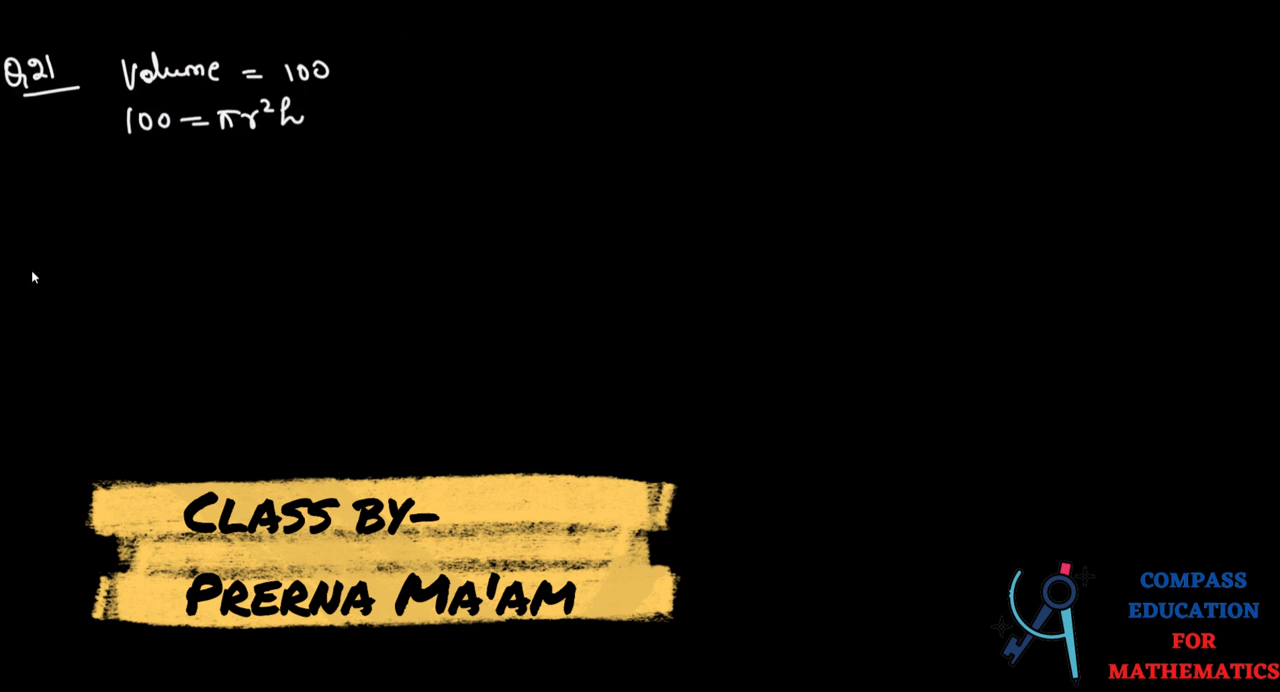 Q21 Volume = 100
100 = πr²h
CLASS BY-
PRERNA MA'AM
COMPASS
EDUCATION
FOR
MATHEMATICS